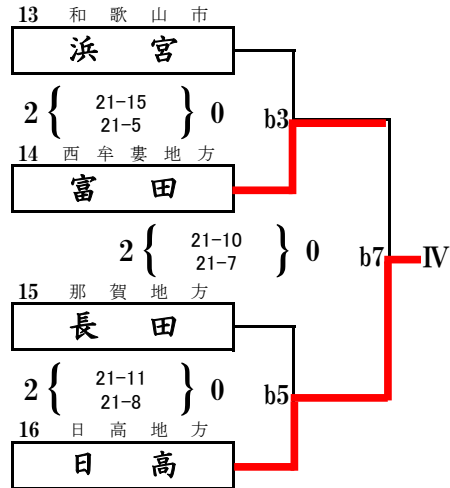 13 和歌山市
浜宮
2 { 21-15 } 0
21-5
b3
14 西牟婁地方
富田
2 { 21-10 } 0
21-7
b7 Ⅳ
15 那賀地方
長田
2 { 21-11 } 0
21-8
b5
16 日高地方
日高